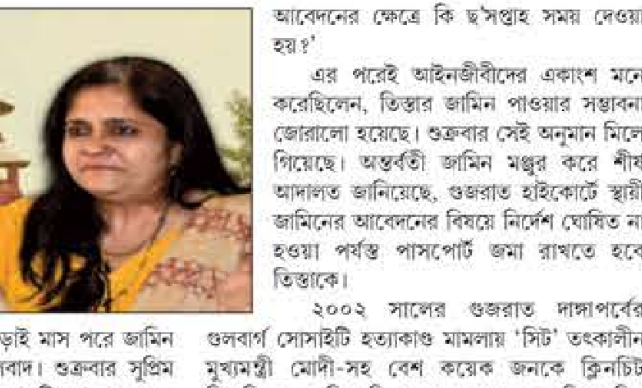 আবেদনের ক্ষেত্রে কি ছ'সপ্তাহ সময় দেওয়া
হয়?'
এর পরেই আইনজীবীদের একাংশ মনে
করেছিলেন, তিস্তার জামিন পাওয়ার সম্ভাবনা
জোরালো হয়েছে। শুক্রবার সেই অনুমান মিলে
গিয়েছে। অন্তর্বর্তী জামিন মঞ্জুর করে শীর্ষ
আদালত জানিয়েছে, গুজরাত হাইকোর্টে স্থায়ী
জামিনের আবেদনের বিষয়ে নির্দেশ ঘোষিত না
হওয়া পর্যন্ত পাসপোর্ট জমা রাখতে হবে
তিস্তাকে।
২০০২ সালের গুজরাত দাঙ্গাপর্বের
গুলবার্গ সোসাইটি হত্যাকাণ্ড মামলায় 'সিট' তৎকালীন
মুখ্যমন্ত্রী মোদী-সহ বেশ কয়েক জনকে ক্লিনচিট
ড়াই মাস পরে জামিন
লবাদ। শুক্রবার সুপ্রিম